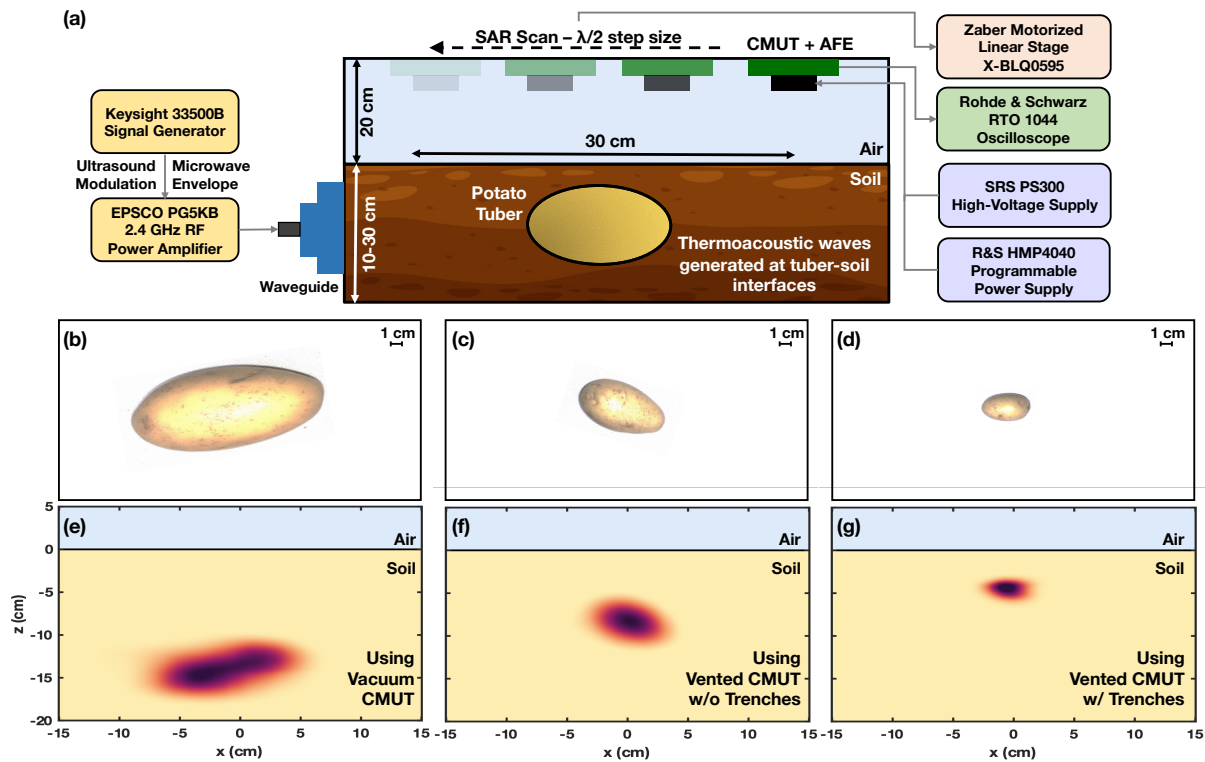 (a)
SAR Scan – λ/2 step size
CMUT + AFE
Zaber Motorized
Linear Stage
X-BLQ0595
Keysight 33500B
Signal Generator
20 cm
Rohde & Schwarz
RTO 1044
Oscilloscope
30 cm
Air
Soil
Ultrasound
Modulation
Microwave
Envelope
Potato
Tuber
SRS PS300
High-Voltage Supply
EPSCO PG5KB
2.4 GHz RF
Power Amplifier
10-30 cm
Thermoacoustic waves
generated at tuber-soil
interfaces
R&S HMP4040
Programmable
Power Supply
Waveguide
(b)
1 cm
(c)
1 cm
(d)
1 cm
(e)
Air
Soil
Using
Vacuum
CMUT
5
0
-5
-10
-15
-20
z (cm)
-15
-10
-5
0
5
10
15
x (cm)
(f)
Air
Soil
Using
Vented CMUT
w/o Trenches
-15
-10
-5
0
5
10
15
x (cm)
(g)
Air
Soil
Using
Vented CMUT
w/ Trenches
-15
-10
-5
0
5
10
15
x (cm)